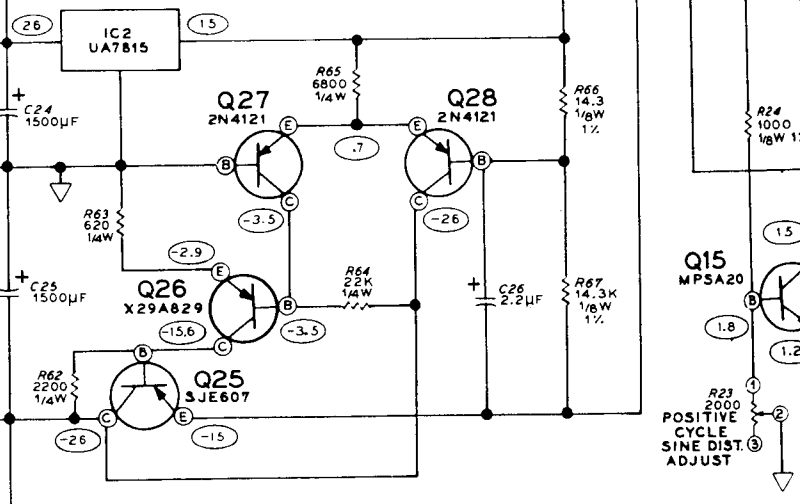 26
IC2
UA7815
15
C24
1500µF
R65
6800
1/4W
Q27
2N4121
Q28
2N4121
R66
14.3
1/8W
1%
R24
1000
1/8W 1%
E
E
.7
B
B
C
C
-3.5
-26
R63
620
1/4W
-2.9
E
C25
1500µF
Q26
X29A829
R64
22K
1/4W
B
-3.5
C26
2.2µF
R67
14.3K
1/8W
1%
-15.6
C
15
Q15
MPSA20
B
1.8
1.2
R62
2200
1/4W
B
Q25
SJE607
C
E
-26
-15
1
R23
2000
2
POSITIVE
CYCLE
SINE DIST.
ADJUST
3